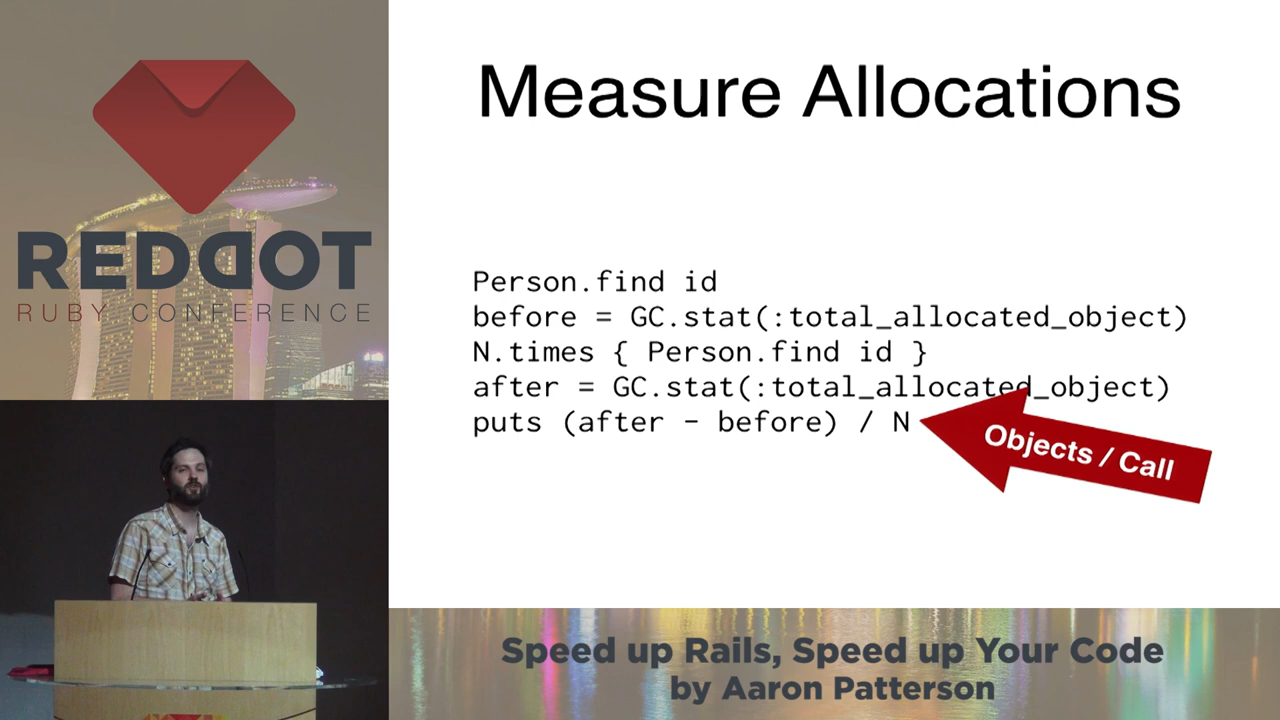 REDDOT
RUBY CONFERENCE
Measure Allocations
Person.find id
before = GC.stat(:total_allocated_object)
N.times { Person.find id }
after = GC.stat(:total_allocated_object)
puts (after - before) / N
Objects / Call
Speed up Rails, Speed up Your Code
by Aaron Patterson